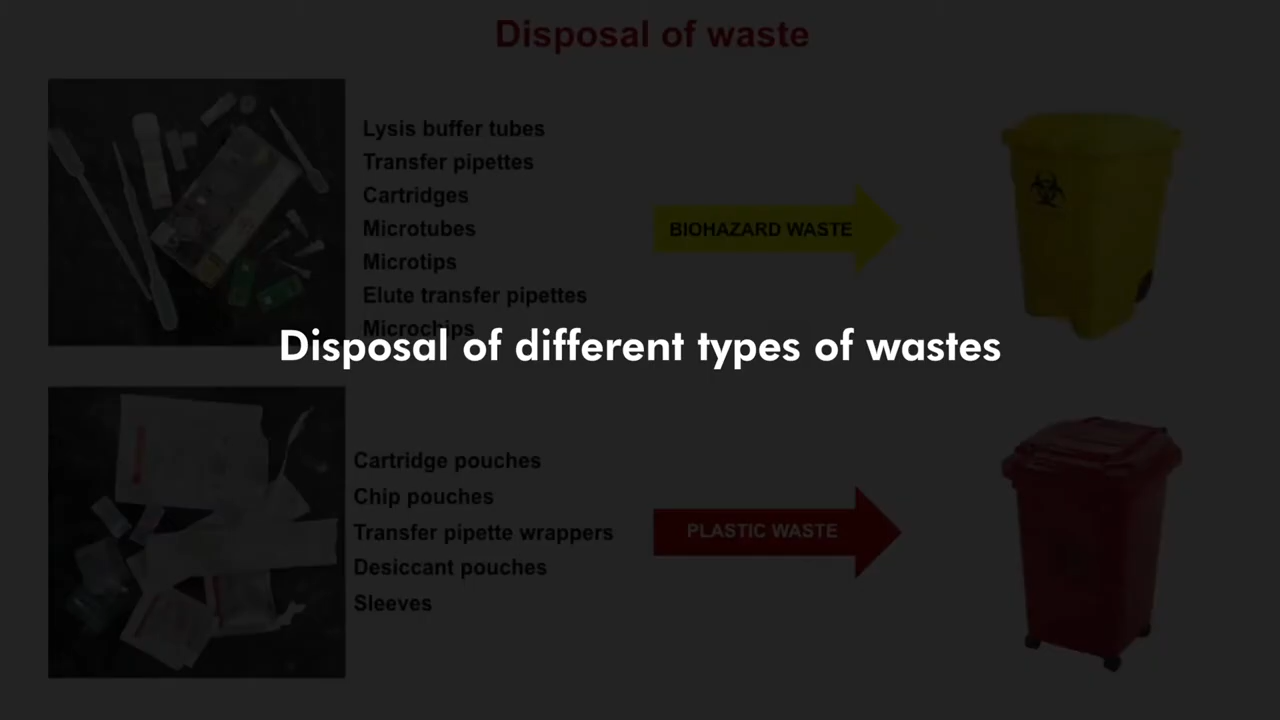 Disposal of waste
Lysis buffer tubes
Transfer pipettes
Cartridges
Microtubes
BIOHAZARD WASTE
Microtips
Elute transfer pipettes
Microchips
Disposal of different types of wastes
Cartridge pouches
Chip pouches
Transfer pipette wrappers
PLASTIC WASTE
Desiccant pouches
Sleeves